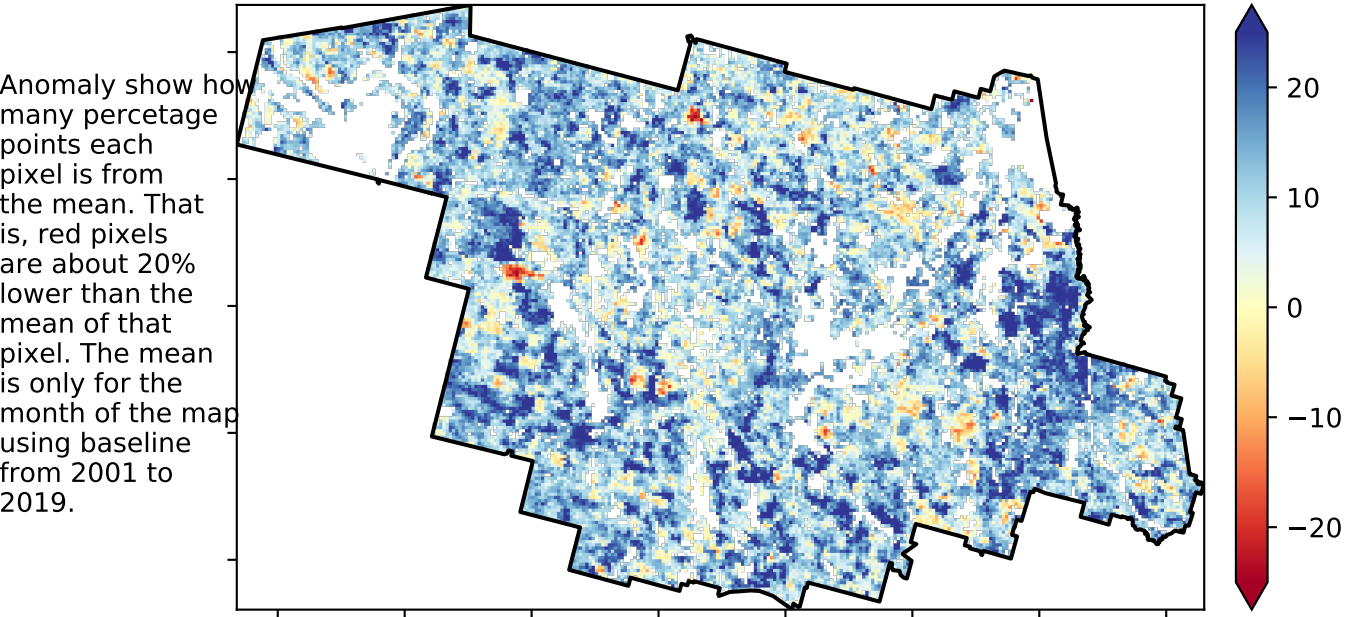 Anomaly show how
many percetage
points each
pixel is from
the mean. That
is, red pixels
are about 20%
lower than the
mean of that
pixel. The mean
is only for the
month of the map
using baseline
from 2001 to
2019.
20
10
0
−10
−20